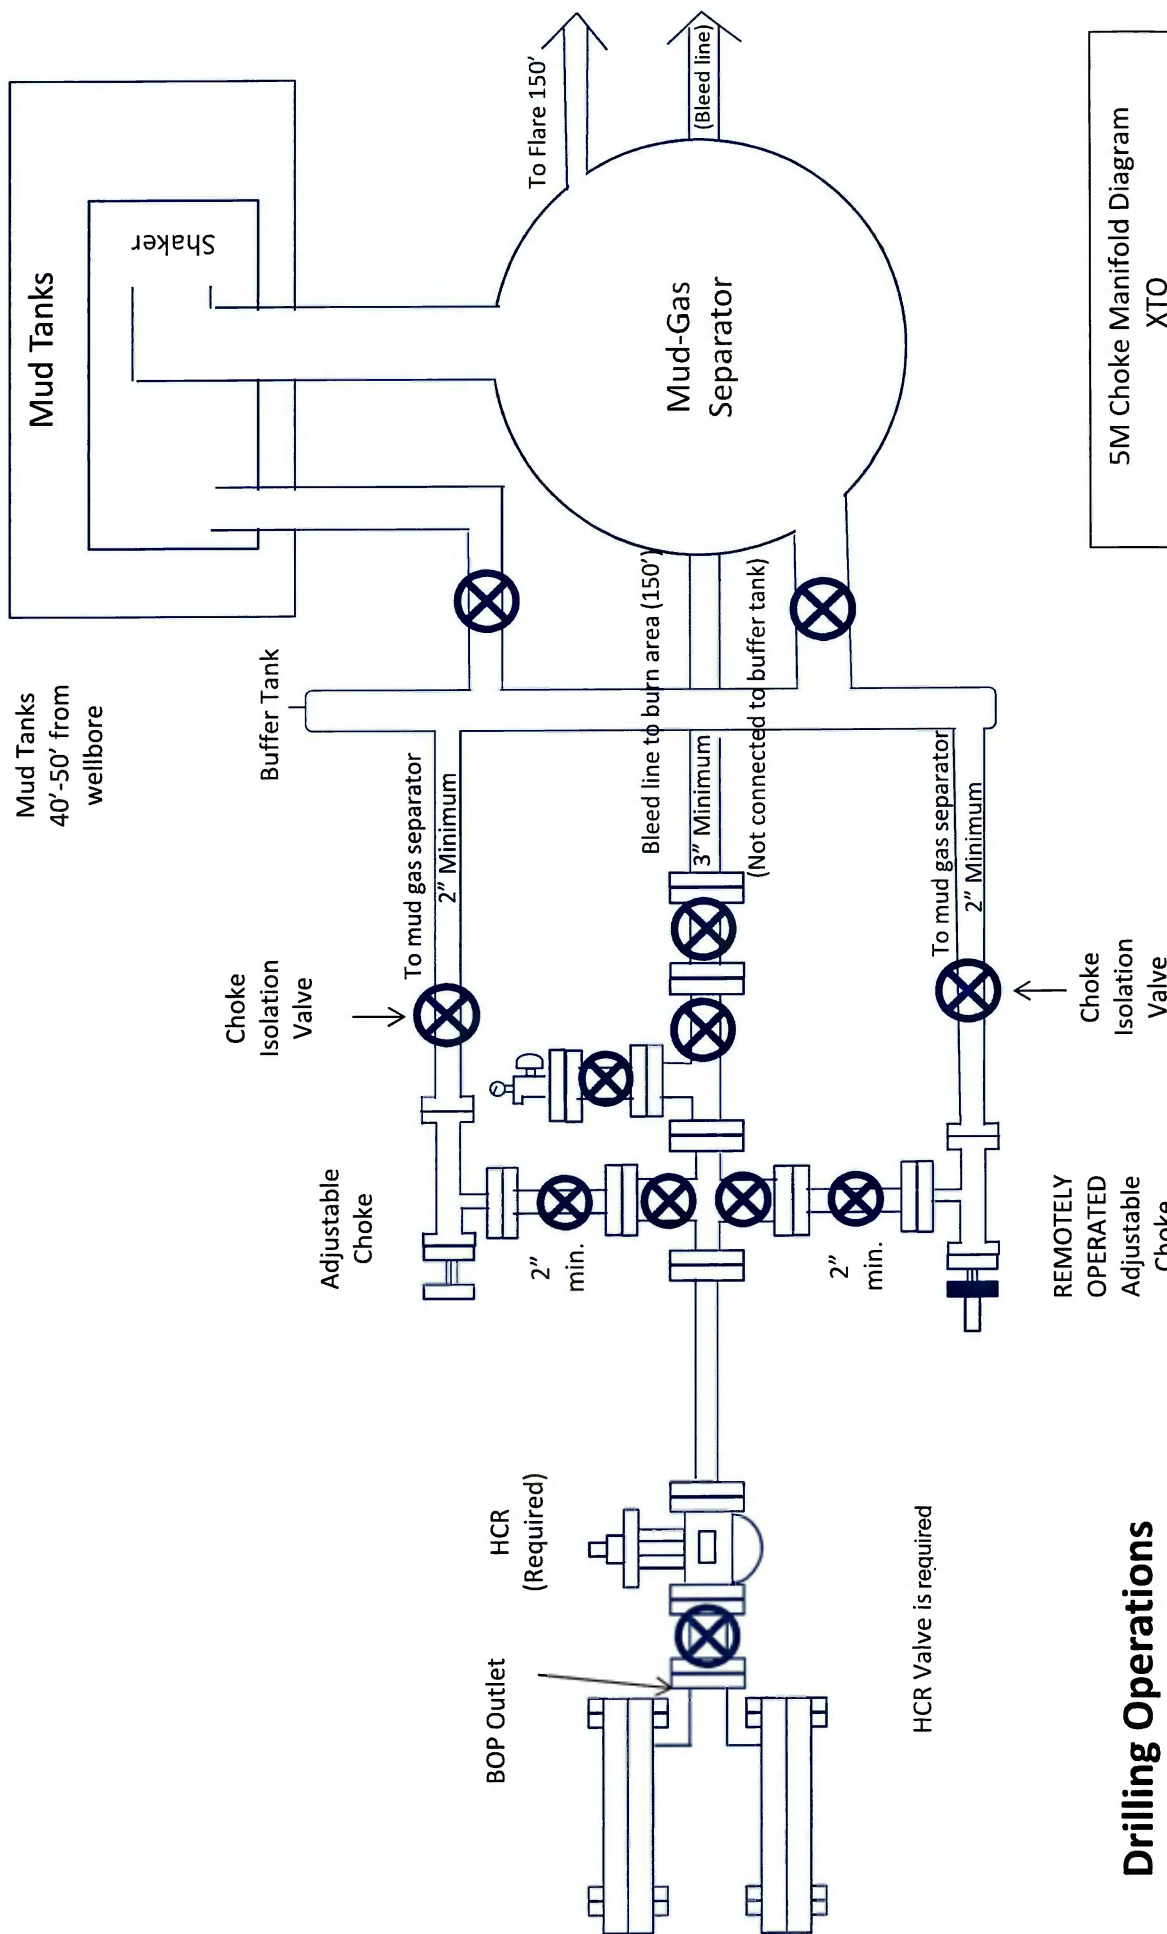 Mud Tanks
40’-50’ from
wellbore
Mud Tanks
Shaker
Buffer Tank
To Flare 150’
(Bleed line)
Mud-Gas
Separator
Choke
Isolation
Valve
To mud gas separator
2” Minimum
Bleed line to burn area (150’)
3” Minimum
(Not connected to buffer tank)
To mud gas separator
2” Minimum
Choke
Isolation
Valve
Adjustable
Choke
2”
min.
2”
min.
REMOTELY
OPERATED
Adjustable
Choke
HCR
(Required)
BOP Outlet
HCR Valve is required
Drilling Operations
5M Choke Manifold Diagram
XTO